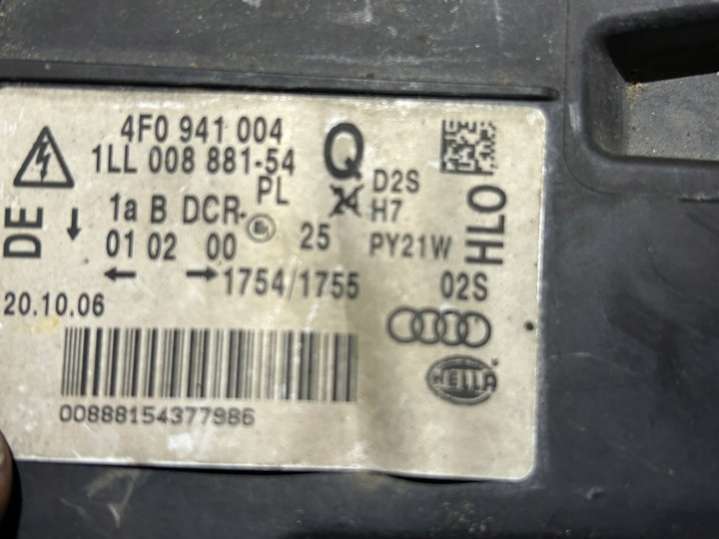 4F0 941 004 Q
1LL 008 881-54
PL D2S
1a B DCR- H7
01 02 00 25 PY21W
1754/1755 02S
20.10.06
DE
HLO
HELLA
00888154377986